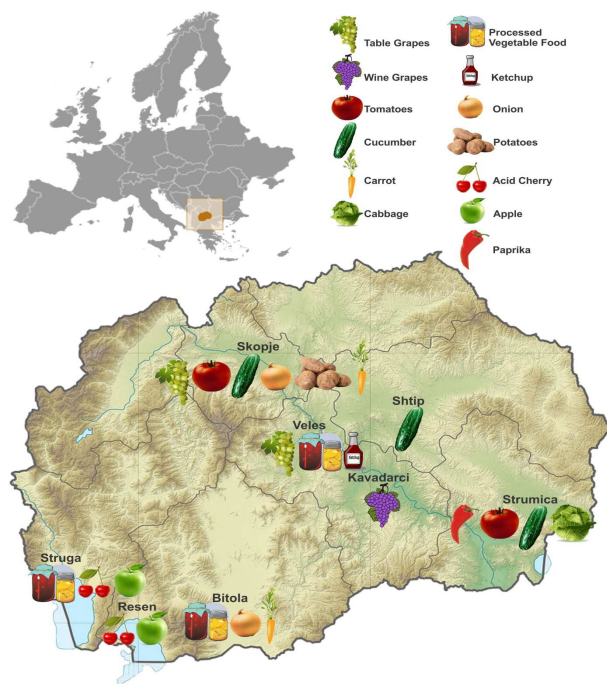 Table Grapes
Processed
Vegetable Food
Wine Grapes
Ketchup
Tomatoes
Onion
Cucumber
Potatoes
Carrot
Acid Cherry
Cabbage
Apple
Paprika
Skopje
Shtip
Veles
Kavadarci
Strumica
Struga
Resen
Bitola